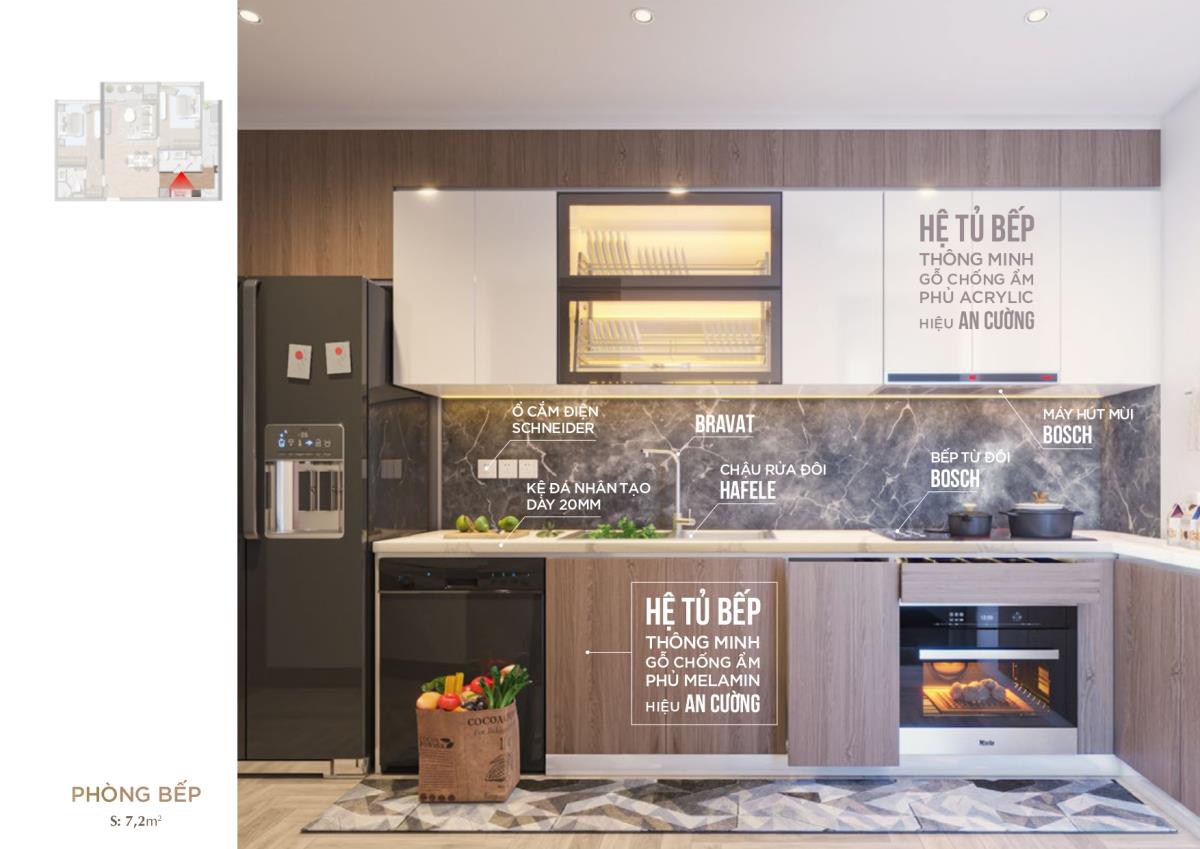 HỆ TỦ BẾP
THÔNG MINH
GỖ CHỐNG ẨM
PHỦ ACRYLIC
HIỆU AN CƯỜNG
Ổ CẮM ĐIỆN
SCHNEIDER
BRAVAT
MÁY HÚT MÙI
BOSCH
CHẬU RỬA ĐÔI
HAFELE
BẾP TỪ ĐÔI
BOSCH
KỆ ĐÁ NHÂN TẠO
DÀY 20MM
HỆ TỦ BẾP
THÔNG MINH
GỖ CHỐNG ẨM
PHỦ MELAMIN
HIỆU AN CƯỜNG
Miele
PHÒNG BẾP
S: 7,2m²